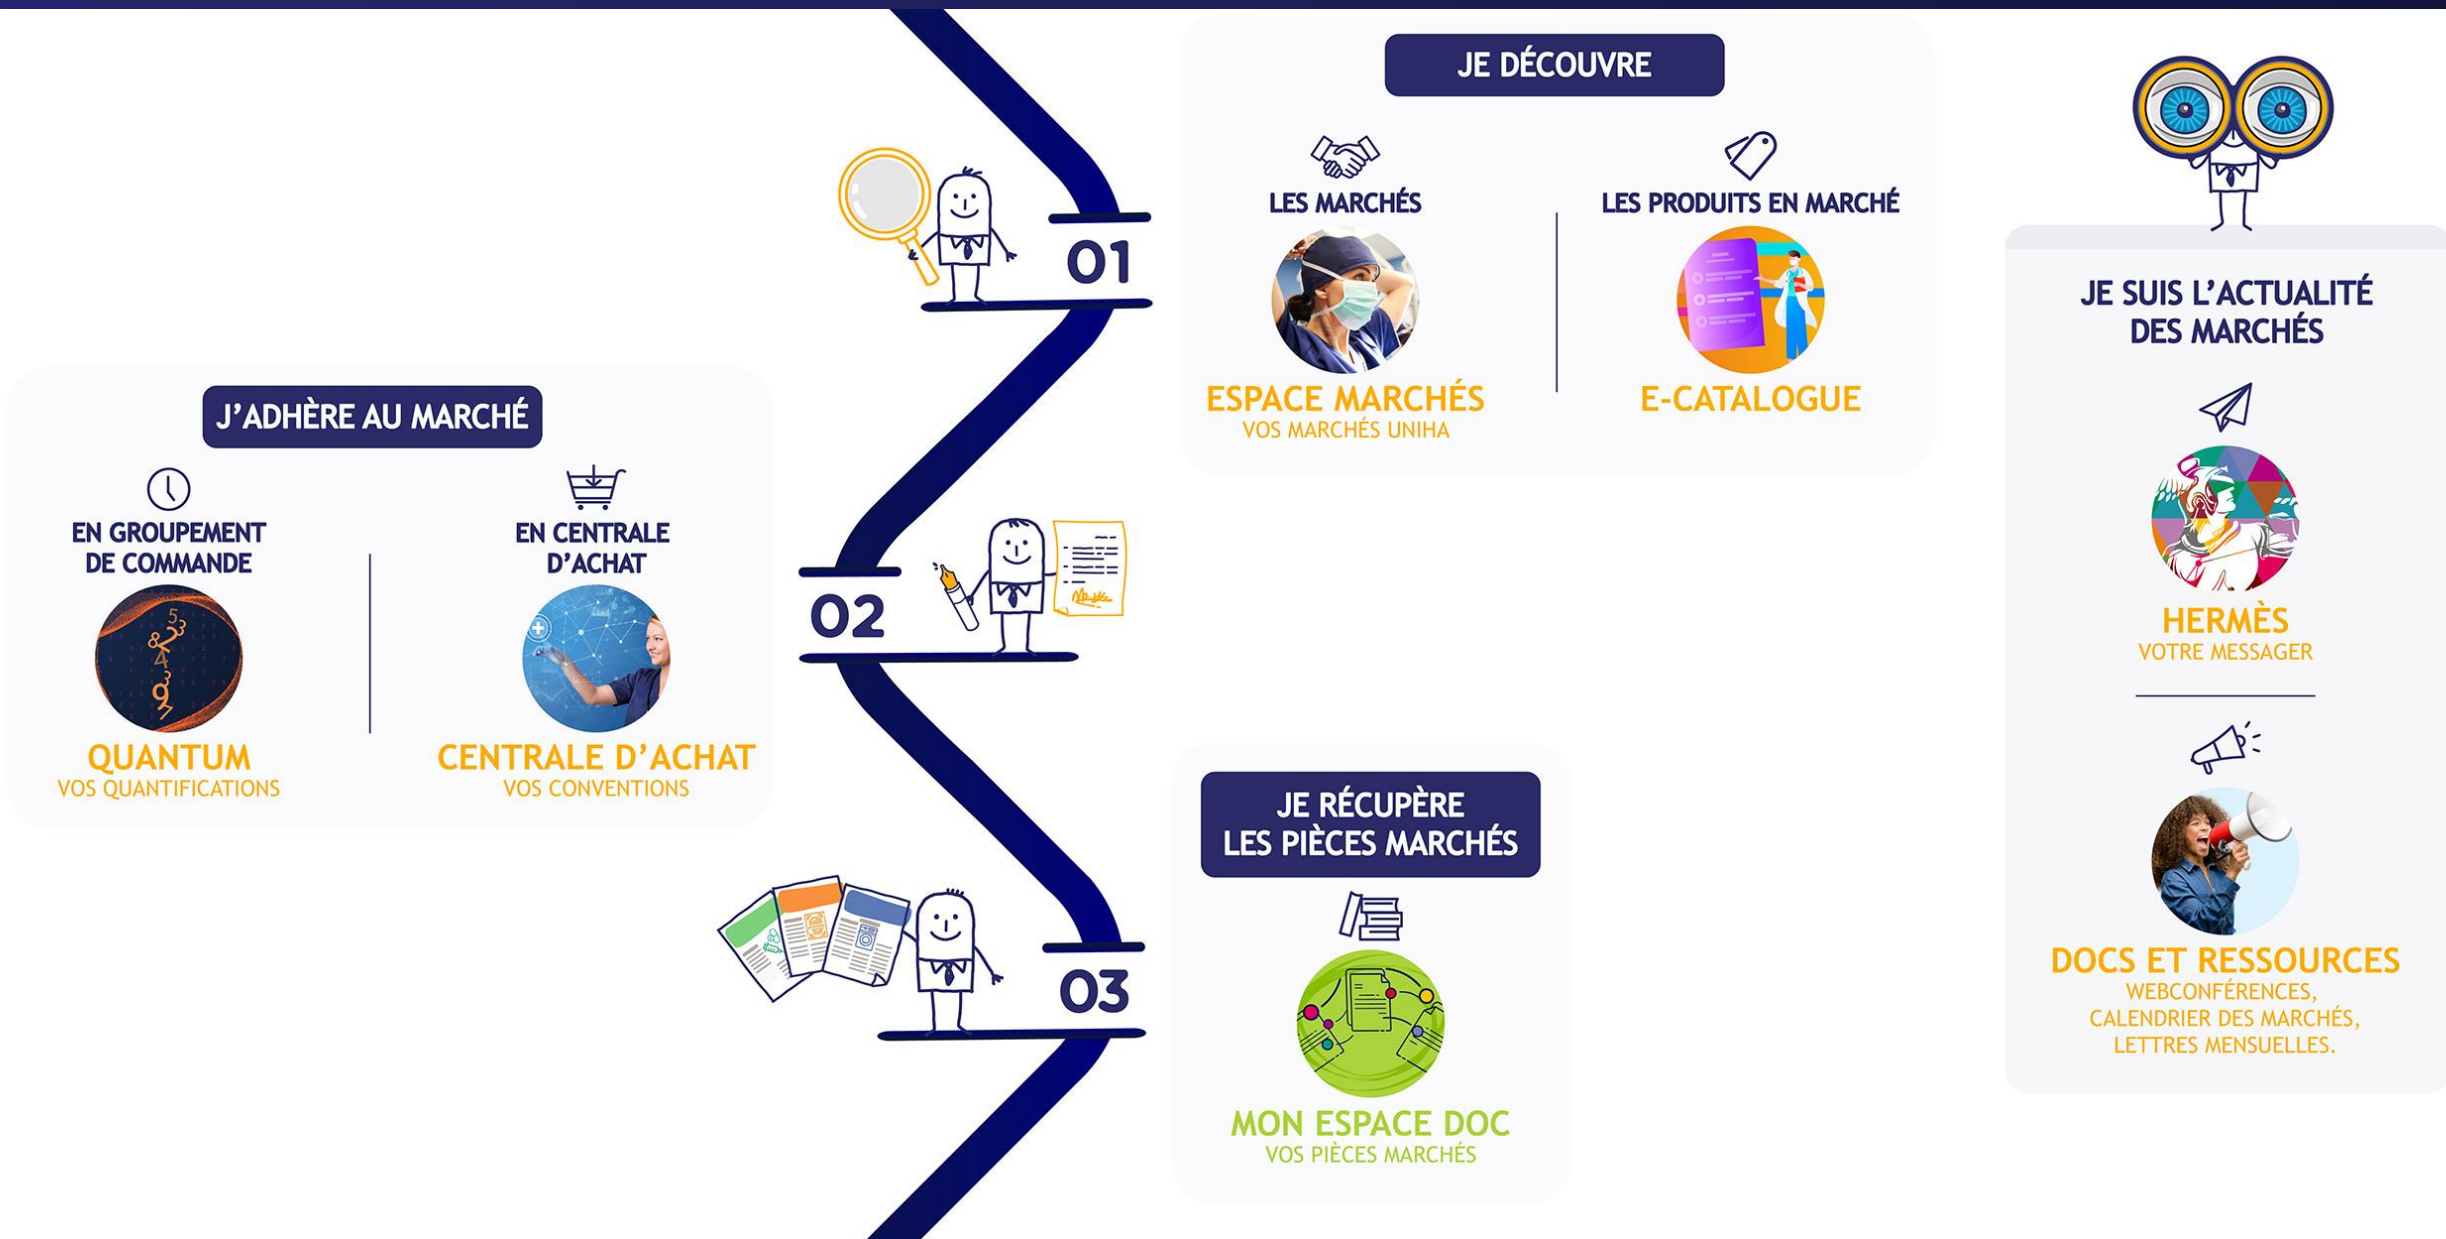 JE DÉCOUVRE
LES MARCHÉS
ESPACE MARCHÉS
VOS MARCHÉS UNIHA
LES PRODUITS EN MARCHÉ
E-CATALOGUE
01
J’ADHÈRE AU MARCHÉ
EN GROUPEMENT
DE COMMANDE
QUANTUM
VOS QUANTIFICATIONS
EN CENTRALE
D’ACHAT
CENTRALE D’ACHAT
VOS CONVENTIONS
02
JE RÉCUPÈRE
LES PIÈCES MARCHÉS
MON ESPACE DOC
VOS PIÈCES MARCHÉS
03
JE SUIS L’ACTUALITÉ
DES MARCHÉS
HERMÈS
VOTRE MESSAGER
DOCS ET RESSOURCES
WEBCONFÉRENCES,
CALENDRIER DES MARCHÉS,
LETTRES MENSUELLES.